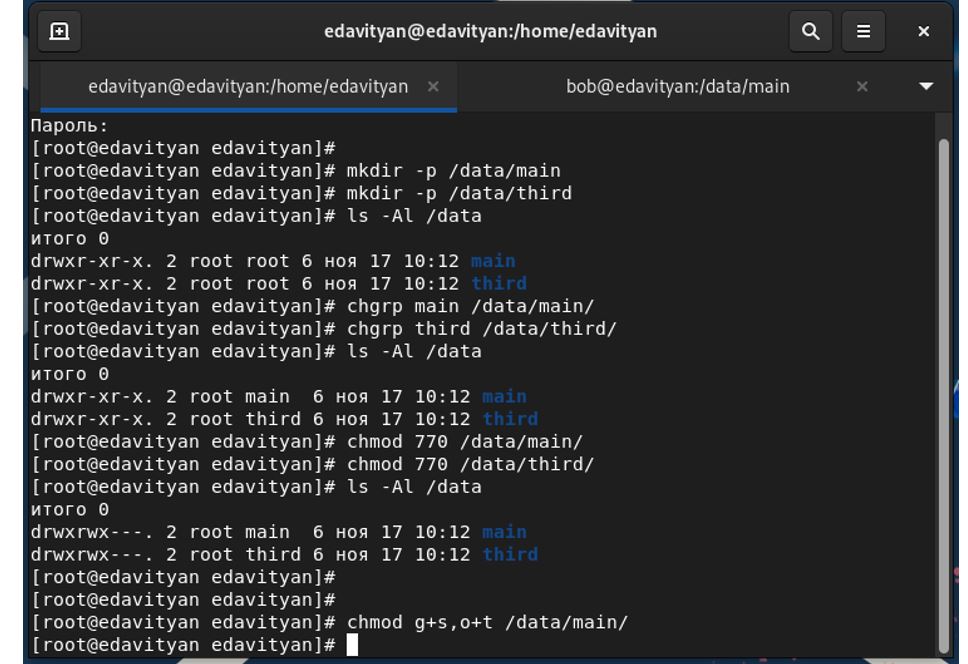 edavityan@edavityan:/home/edavityan
edavityan@edavityan:/home/edavityan
bob@edavityan:/data/main
Пароль:
[root@edavityan edavityan]#
[root@edavityan edavityan]# mkdir -p /data/main
[root@edavityan edavityan]# mkdir -p /data/third
[root@edavityan edavityan]# ls -Al /data
итого 0
drwxr-xr-x. 2 root root 6 ноя 17 10:12 main
drwxr-xr-x. 2 root root 6 ноя 17 10:12 third
[root@edavityan edavityan]# chgrp main /data/main/
[root@edavityan edavityan]# chgrp third /data/third/
[root@edavityan edavityan]# ls -Al /data
итого 0
drwxr-xr-x. 2 root main  6 ноя 17 10:12 main
drwxr-xr-x. 2 root third 6 ноя 17 10:12 third
[root@edavityan edavityan]# chmod 770 /data/main/
[root@edavityan edavityan]# chmod 770 /data/third/
[root@edavityan edavityan]# ls -Al /data
итого 0
drwxrwx---. 2 root main  6 ноя 17 10:12 main
drwxrwx---. 2 root third 6 ноя 17 10:12 third
[root@edavityan edavityan]#
[root@edavityan edavityan]#
[root@edavityan edavityan]# chmod g+s,o+t /data/main/
[root@edavityan edavityan]#